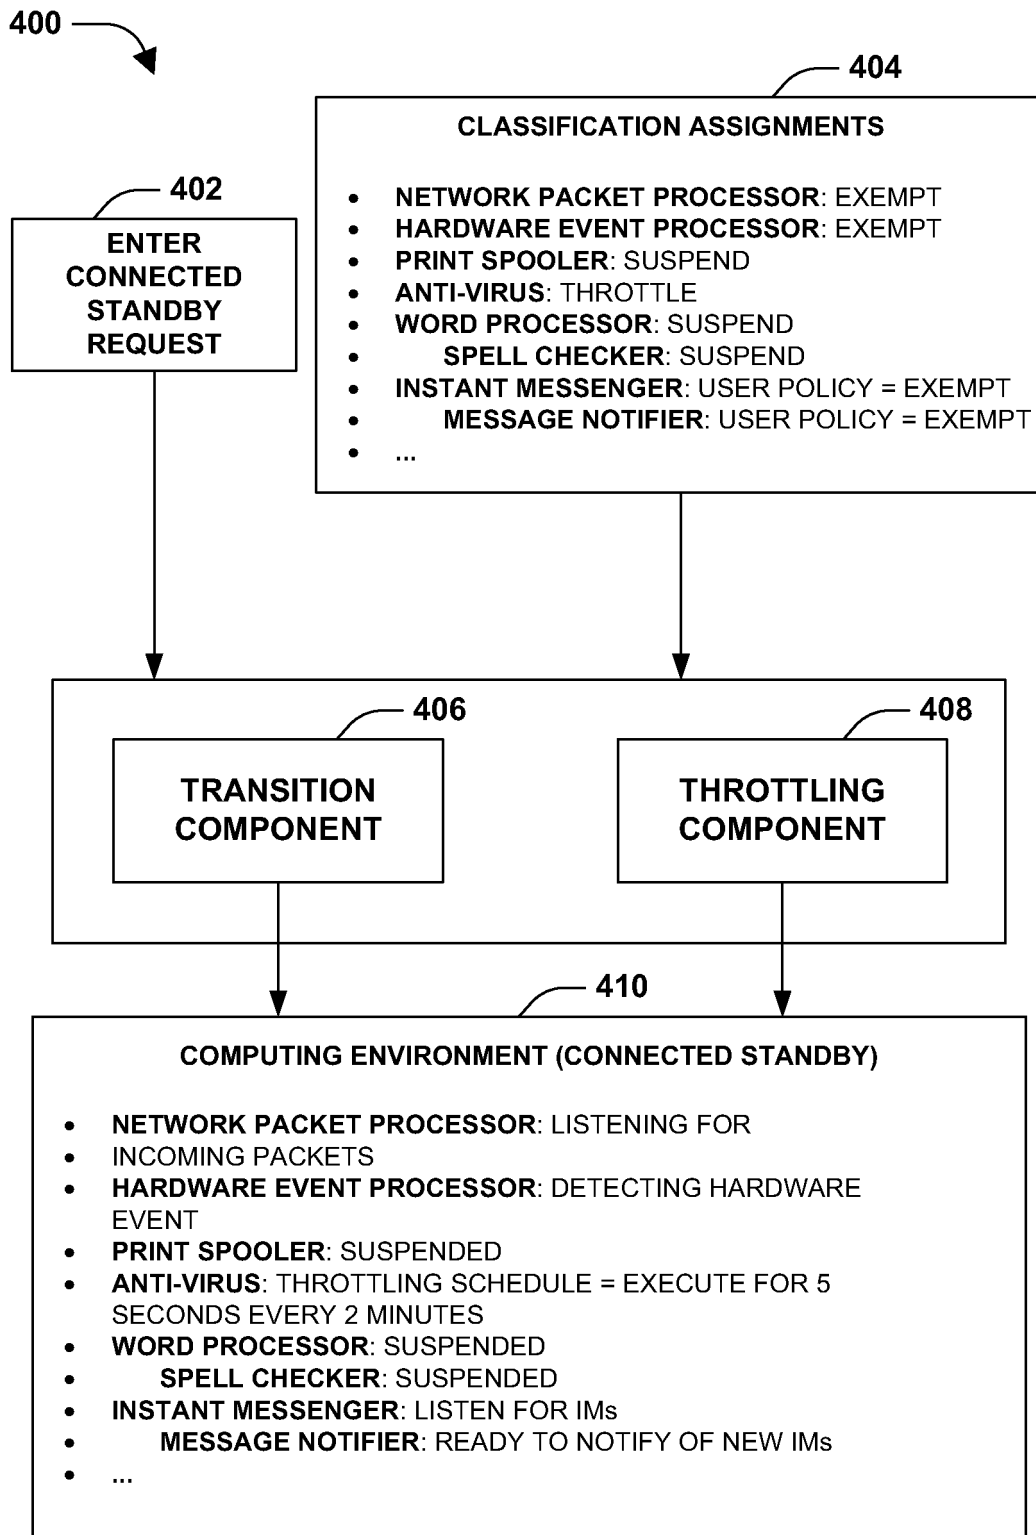 400
404
CLASSIFICATION ASSIGNMENTS
• NETWORK PACKET PROCESSOR: EXEMPT
• HARDWARE EVENT PROCESSOR: EXEMPT
• PRINT SPOOLER: SUSPEND
• ANTI-VIRUS: THROTTLE
• WORD PROCESSOR: SUSPEND
• SPELL CHECKER: SUSPEND
• INSTANT MESSENGER: USER POLICY = EXEMPT
• MESSAGE NOTIFIER: USER POLICY = EXEMPT
• ...
402
ENTER
CONNECTED
STANDBY
REQUEST
406
TRANSITION
COMPONENT
408
THROTTLING
COMPONENT
410
COMPUTING ENVIRONMENT (CONNECTED STANDBY)
• NETWORK PACKET PROCESSOR: LISTENING FOR
• INCOMING PACKETS
• HARDWARE EVENT PROCESSOR: DETECTING HARDWARE
EVENT
• PRINT SPOOLER: SUSPENDED
• ANTI-VIRUS: THROTTLING SCHEDULE = EXECUTE FOR 5
SECONDS EVERY 2 MINUTES
• WORD PROCESSOR: SUSPENDED
• SPELL CHECKER: SUSPENDED
• INSTANT MESSENGER: LISTEN FOR IMs
• MESSAGE NOTIFIER: READY TO NOTIFY OF NEW IMs
• ...